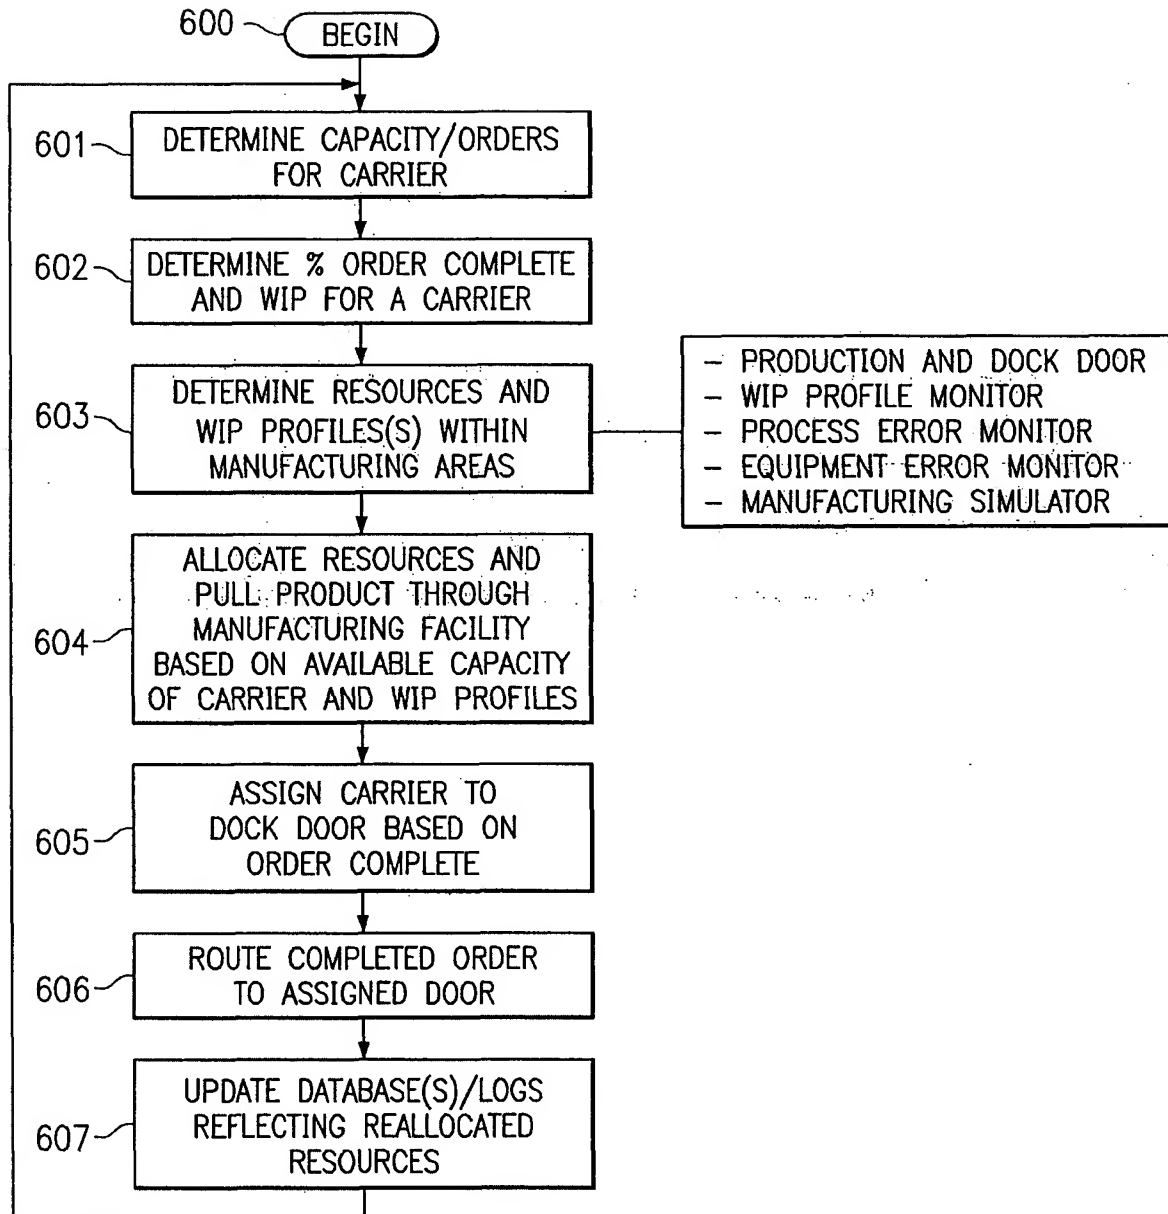 600
BEGIN
601
DETERMINE CAPACITY/ORDERS
FOR CARRIER
602
DETERMINE % ORDER COMPLETE
AND WIP FOR A CARRIER
603
DETERMINE RESOURCES AND
WIP PROFILES(S) WITHIN
MANUFACTURING AREAS
- PRODUCTION AND DOCK DOOR
- WIP PROFILE MONITOR
- PROCESS ERROR MONITOR
- EQUIPMENT ERROR MONITOR
- MANUFACTURING SIMULATOR
604
ALLOCATE RESOURCES AND
PULL PRODUCT THROUGH
MANUFACTURING FACILITY
BASED ON AVAILABLE CAPACITY
OF CARRIER AND WIP PROFILES
605
ASSIGN CARRIER TO
DOCK DOOR BASED ON
ORDER COMPLETE
606
ROUTE COMPLETED ORDER
TO ASSIGNED DOOR
607
UPDATE DATABASE(S)/LOGS
REFLECTING REALLOCATED
RESOURCES